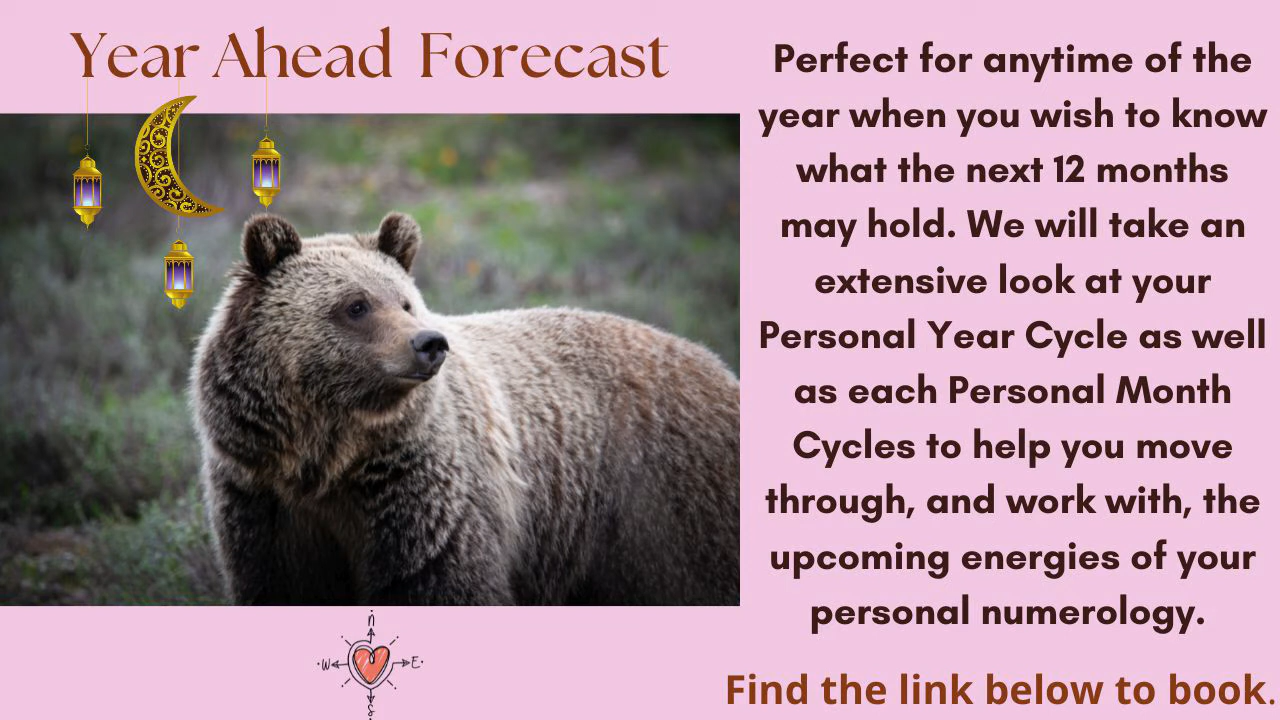 Year Ahead Forecast
Perfect for anytime of the
year when you wish to know
what the next 12 months
may hold. We will take an
extensive look at your
Personal Year Cycle as well
as each Personal Month
Cycles to help you move
through, and work with, the
upcoming energies of your
personal numerology.
Find the link below to book.
n
W E
S